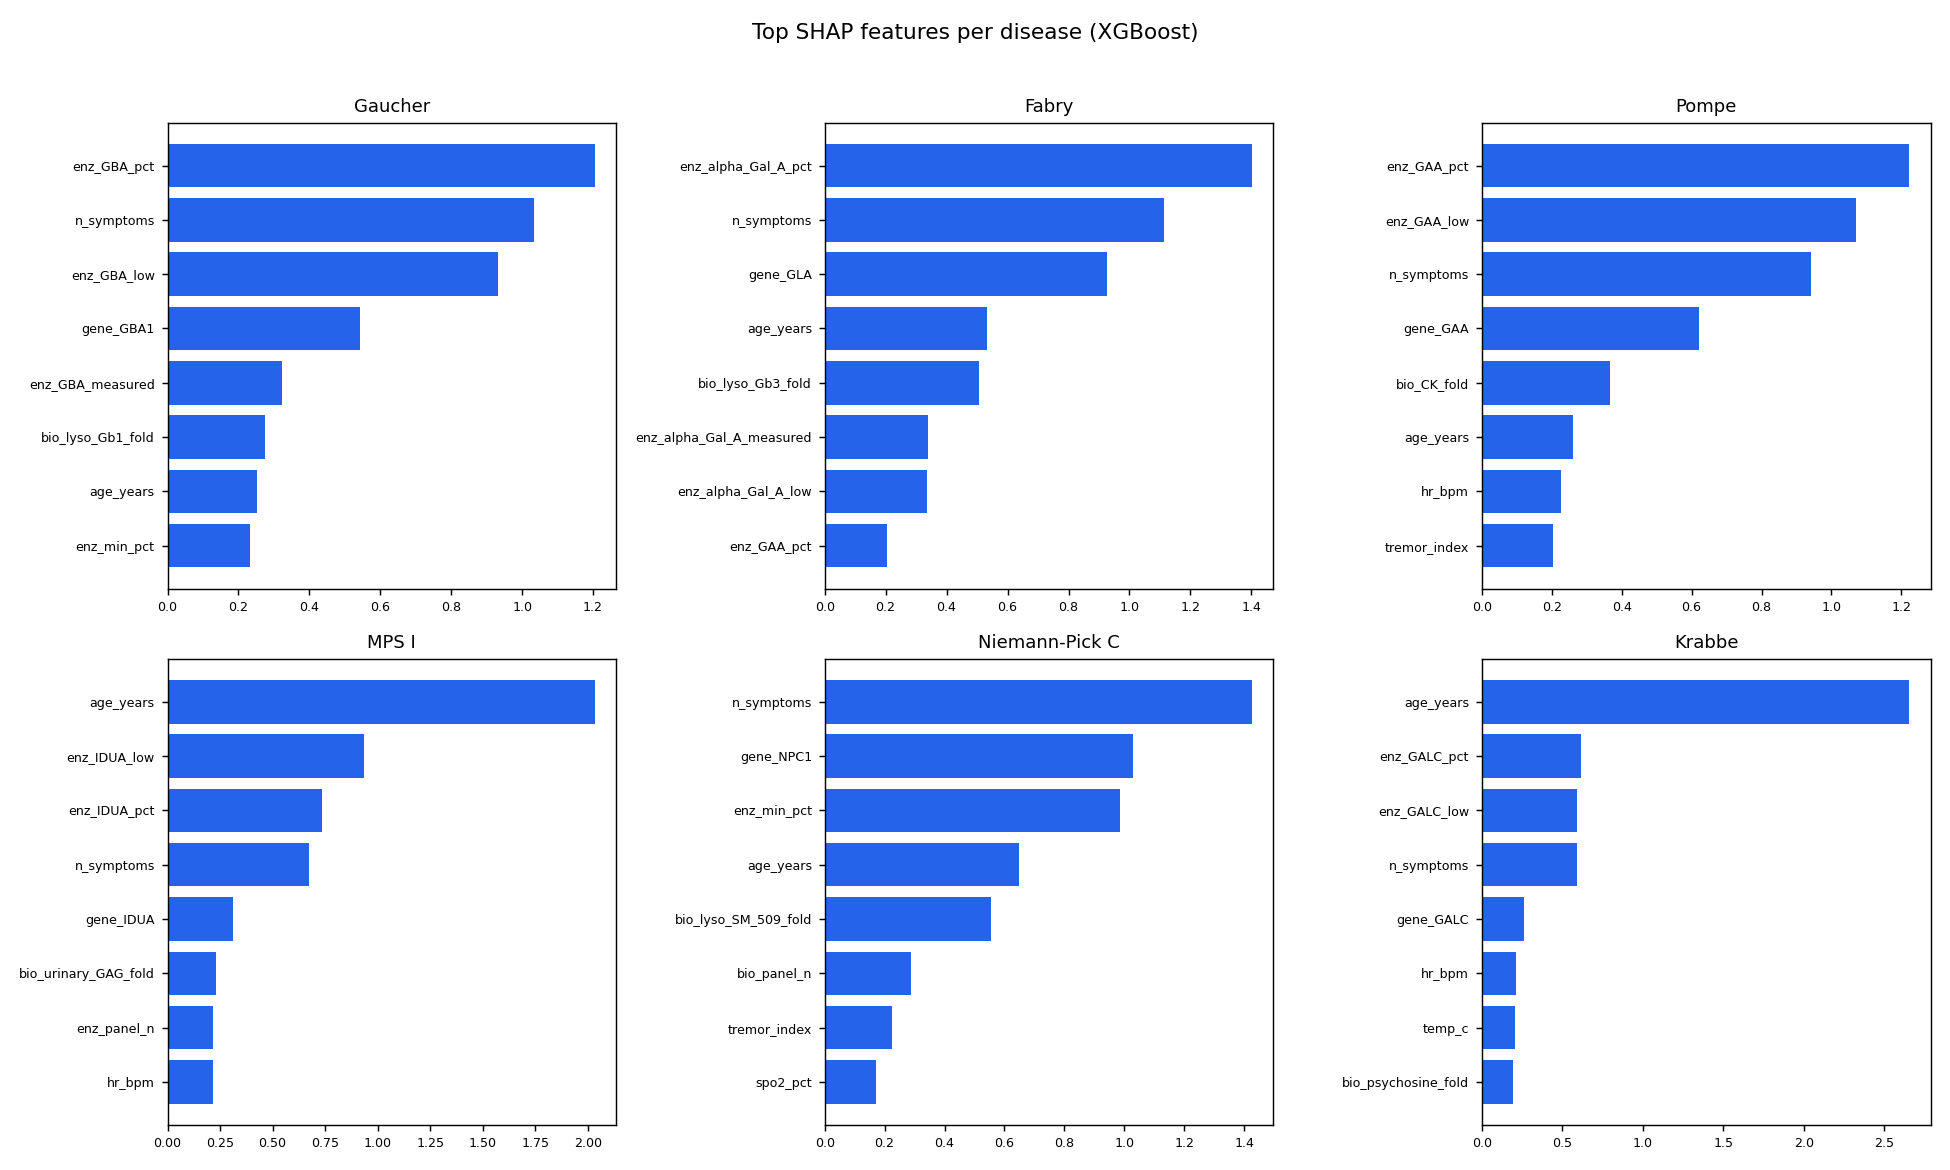 Top SHAP features per disease (XGBoost)
Gaucher
enz_GBA_pct
n_symptoms
enz_GBA_low
gene_GBA1
enz_GBA_measured
bio_lyso_Gb1_fold
age_years
enz_min_pct
0.0 0.2 0.4 0.6 0.8 1.0 1.2
Fabry
enz_alpha_Gal_A_pct
n_symptoms
gene_GLA
age_years
bio_lyso_Gb3_fold
enz_alpha_Gal_A_measured
enz_alpha_Gal_A_low
enz_GAA_pct
0.0 0.2 0.4 0.6 0.8 1.0 1.2 1.4
Pompe
enz_GAA_pct
enz_GAA_low
n_symptoms
gene_GAA
bio_CK_fold
age_years
hr_bpm
tremor_index
0.0 0.2 0.4 0.6 0.8 1.0 1.2
MPS I
age_years
enz_IDUA_low
enz_IDUA_pct
n_symptoms
gene_IDUA
bio_urinary_GAG_fold
enz_panel_n
hr_bpm
0.00 0.25 0.50 0.75 1.00 1.25 1.50 1.75 2.00
Niemann-Pick C
n_symptoms
gene_NPC1
enz_min_pct
age_years
bio_lyso_SM_509_fold
bio_panel_n
tremor_index
spo2_pct
0.0 0.2 0.4 0.6 0.8 1.0 1.2 1.4
Krabbe
age_years
enz_GALC_pct
enz_GALC_low
n_symptoms
gene_GALC
hr_bpm
temp_c
bio_psychosine_fold
0.0 0.5 1.0 1.5 2.0 2.5